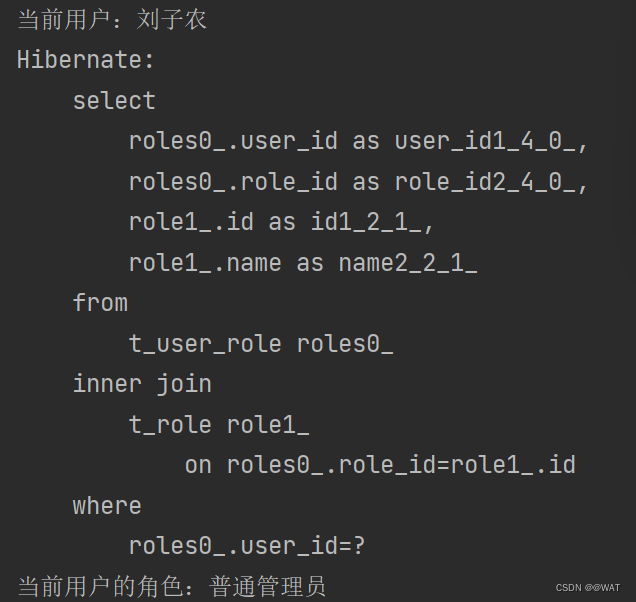 当前用户：刘子农
Hibernate:
    select
        roles0_.user_id as user_id1_4_0_,
        roles0_.role_id as role_id2_4_0_,
        role1_.id as id1_2_1_,
        role1_.name as name2_2_1_
    from
        t_user_role roles0_
    inner join
        t_role role1_
            on roles0_.role_id=role1_.id
    where
        roles0_.user_id=?
当前用户的角色：普通管理员
CSDN @@WAT